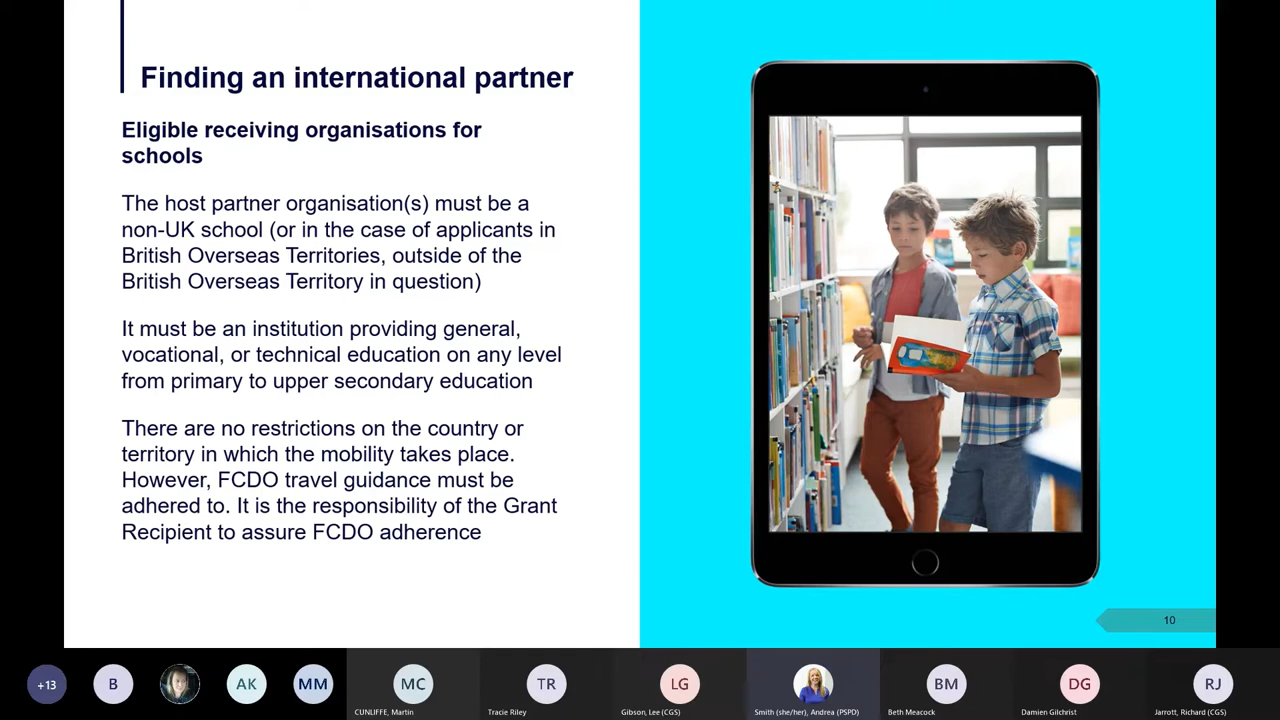 Finding an international partner
Eligible receiving organisations for
schools
The host partner organisation(s) must be a
non-UK school (or in the case of applicants in
British Overseas Territories, outside of the
British Overseas Territory in question)
It must be an institution providing general,
vocational, or technical education on any level
from primary to upper secondary education
There are no restrictions on the country or
territory in which the mobility takes place.
However, FCDO travel guidance must be
adhered to. It is the responsibility of the Grant
Recipient to assure FCDO adherence
10
+13
B
AK
MM
MC
TR
LG
BM
DG
RJ
CUNLIFFE, Martin
Tracie Riley
Gibson, Lee (CGS)
Smith (she/her), Andrea (PSPD)
Beth Meacock
Damien Gilchrist
Jarrott, Richard (CGS)